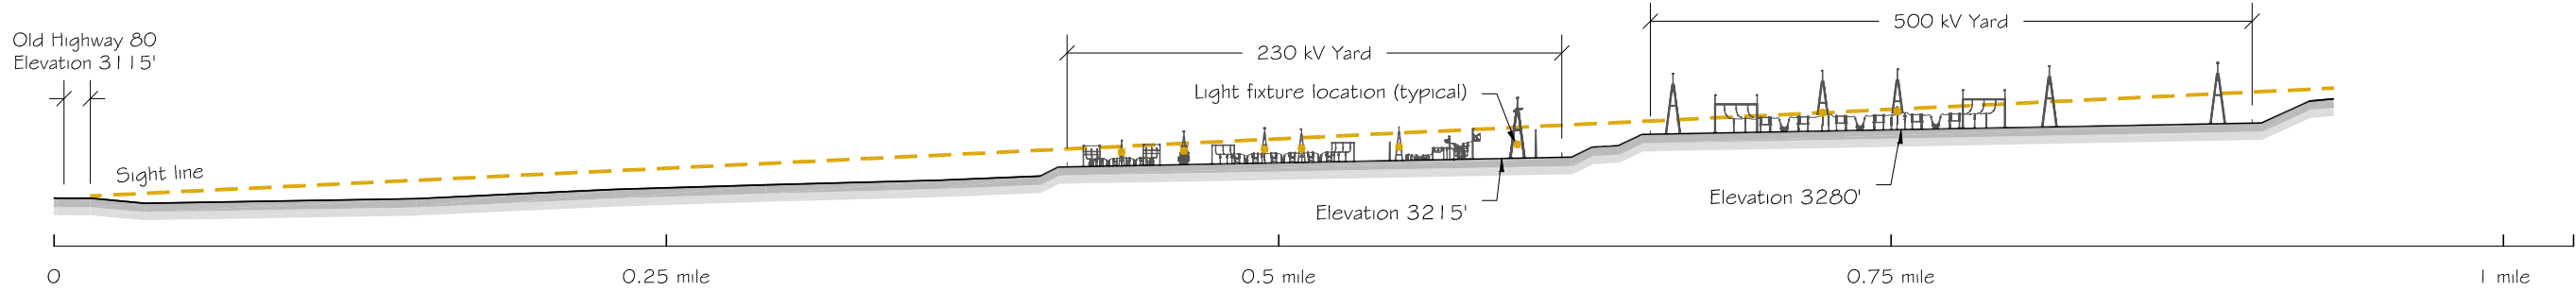 Old Highway 80
Elevation 3115'
500 kV Yard
230 kV Yard
Light fixture location (typical)
Sight line
Elevation 3215'
Elevation 3280'
0
0.25 mile
0.5 mile
0.75 mile
1 mile